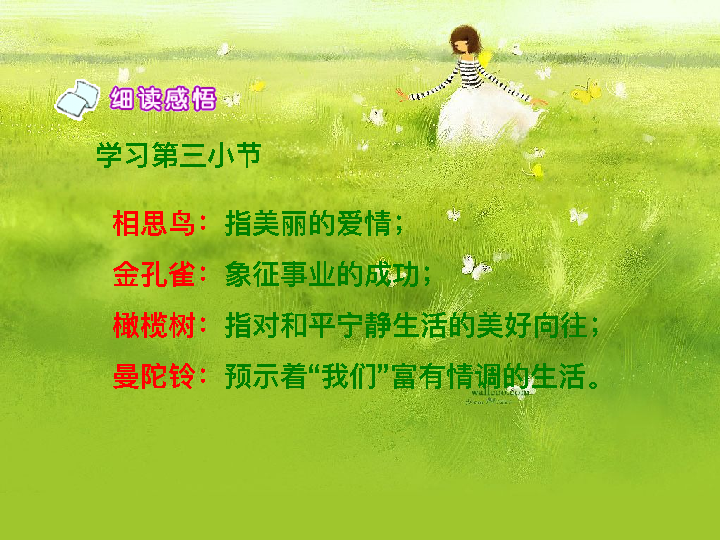 细读感悟
学习第三小节
相思鸟：指美丽的爱情；
金孔雀：象征事业的成功；
橄榄树：指对和平宁静生活的美好向往；
曼陀铃：预示着“我们”富有情调的生活。